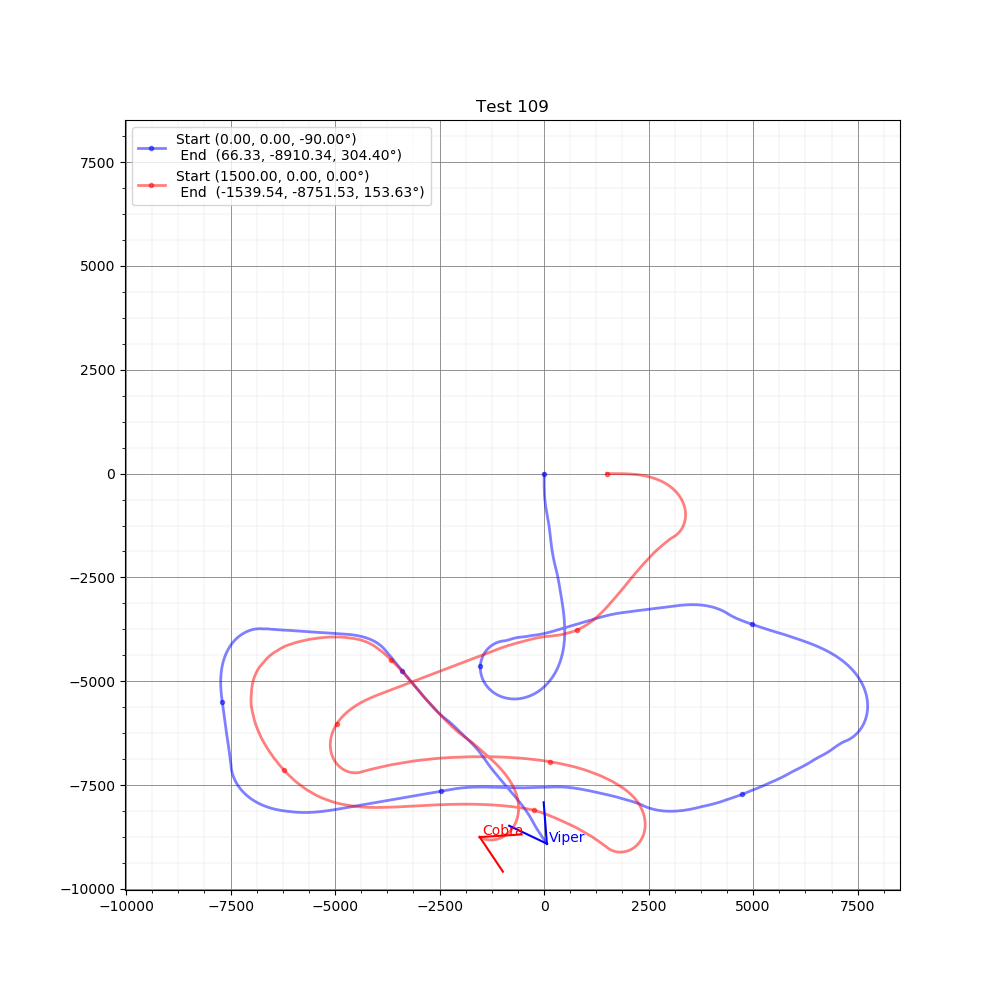 Test 109
Start (0.00, 0.00, -90.00°)
End (66.33, -8910.34, 304.40°)
Start (1500.00, 0.00, 0.00°)
End (-1539.54, -8751.53, 153.63°)
7500
5000
2500
0
−2500
−5000
−7500
−10000
Cobra
Viper
−10000 −7500 −5000 −2500 0 2500 5000 7500